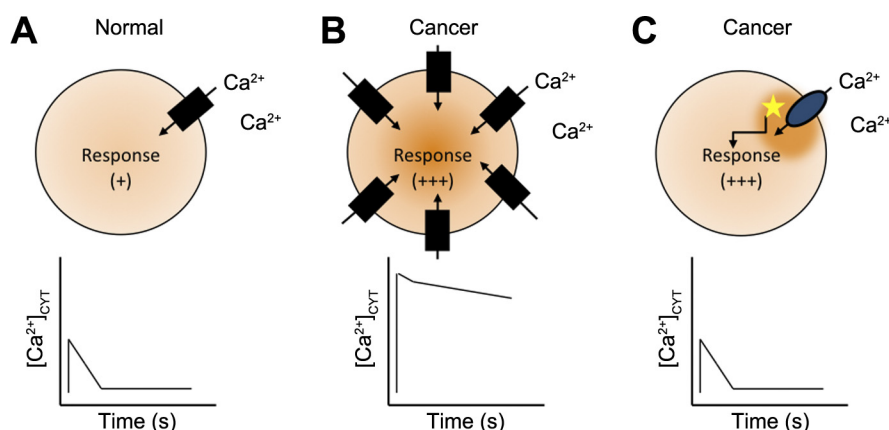 A Normal
Ca²⁺
Ca²⁺
Response
(+)
[Ca²⁺]CYT
Time (s)
B Cancer
Ca²⁺
Ca²⁺
Response
(+++)
[Ca²⁺]CYT
Time (s)
C Cancer
Ca²⁺
Ca²⁺
Response
(+++)
[Ca²⁺]CYT
Time (s)